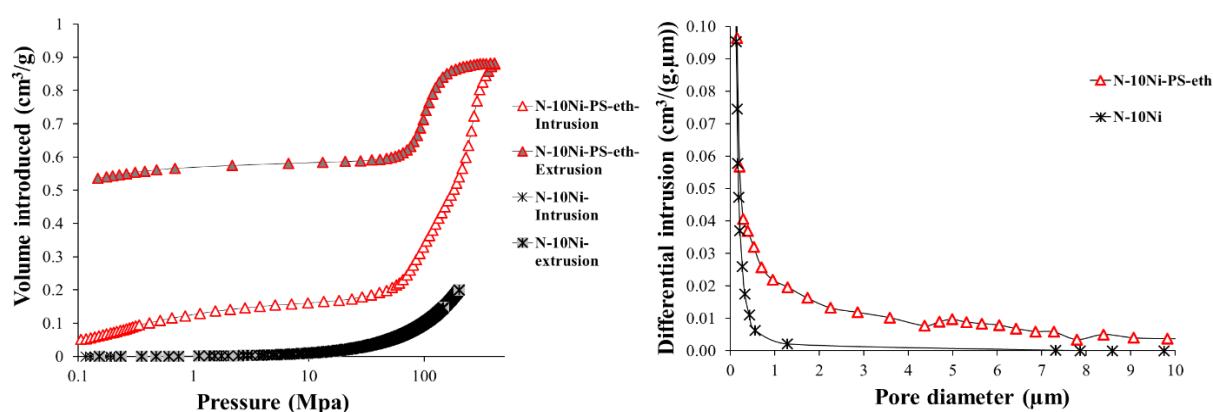 Volume introduced (cm³/g)
1
0.9
0.8
0.7
0.6
0.5
0.4
0.3
0.2
0.1
0
0.1
1
10
100
Pressure (Mpa)
N-10Ni-PS-eth-
Intrusion
N-10Ni-PS-eth-
Extrusion
N-10Ni-
Intrusion
N-10Ni-
extrusion
Differential intrusion (cm³/(g.µm))
0.10
0.09
0.08
0.07
0.06
0.05
0.04
0.03
0.02
0.01
0.00
0 1 2 3 4 5 6 7 8 9 10
Pore diameter (µm)
N-10Ni-PS-eth
N-10Ni